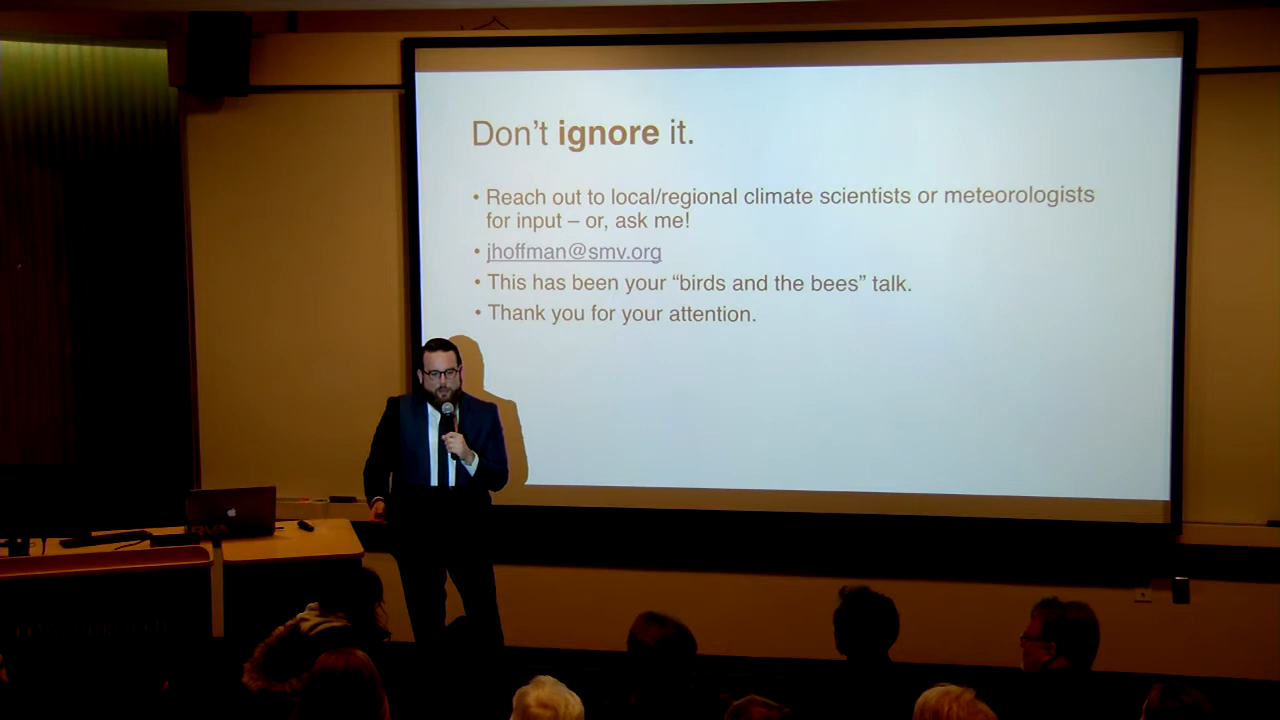 Don't ignore it.
• Reach out to local/regional climate scientists or meteorologists
for input – or, ask me!
• jhoffman@smv.org
• This has been your “birds and the bees” talk.
• Thank you for your attention.
RVA